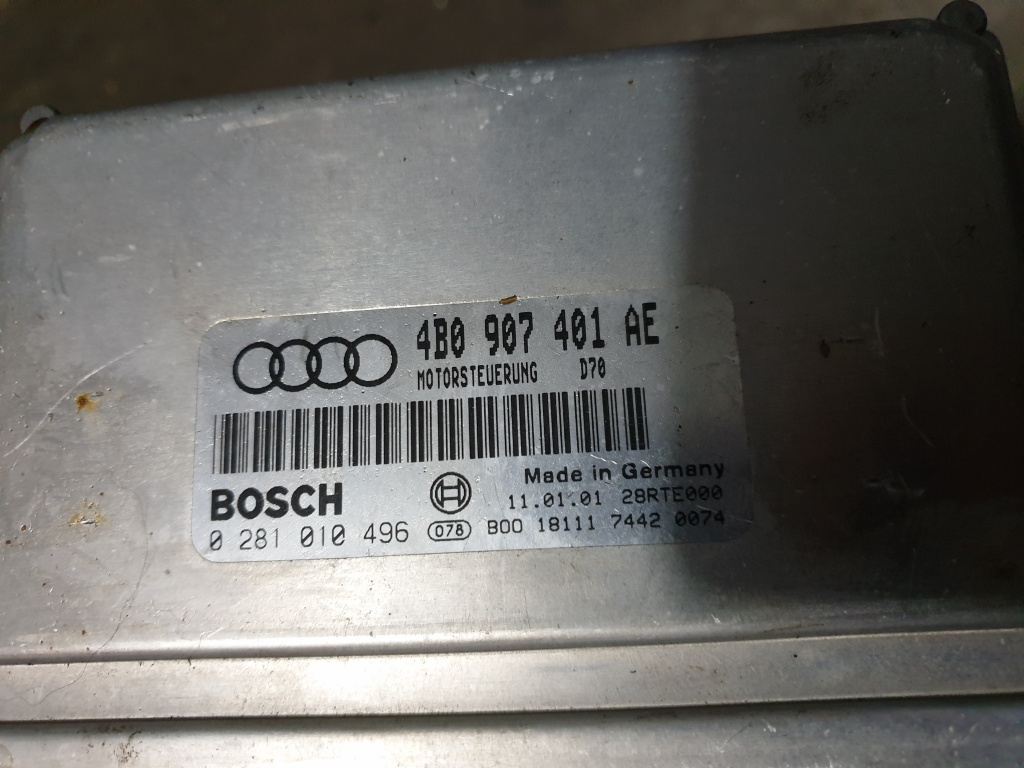 4B0 907 401 AE
MOTORSTEUERUNG D70
BOSCH
Made in Germany
11.01.01 28RTE000
0 281 010 496 078 B00 18111 7442 0074